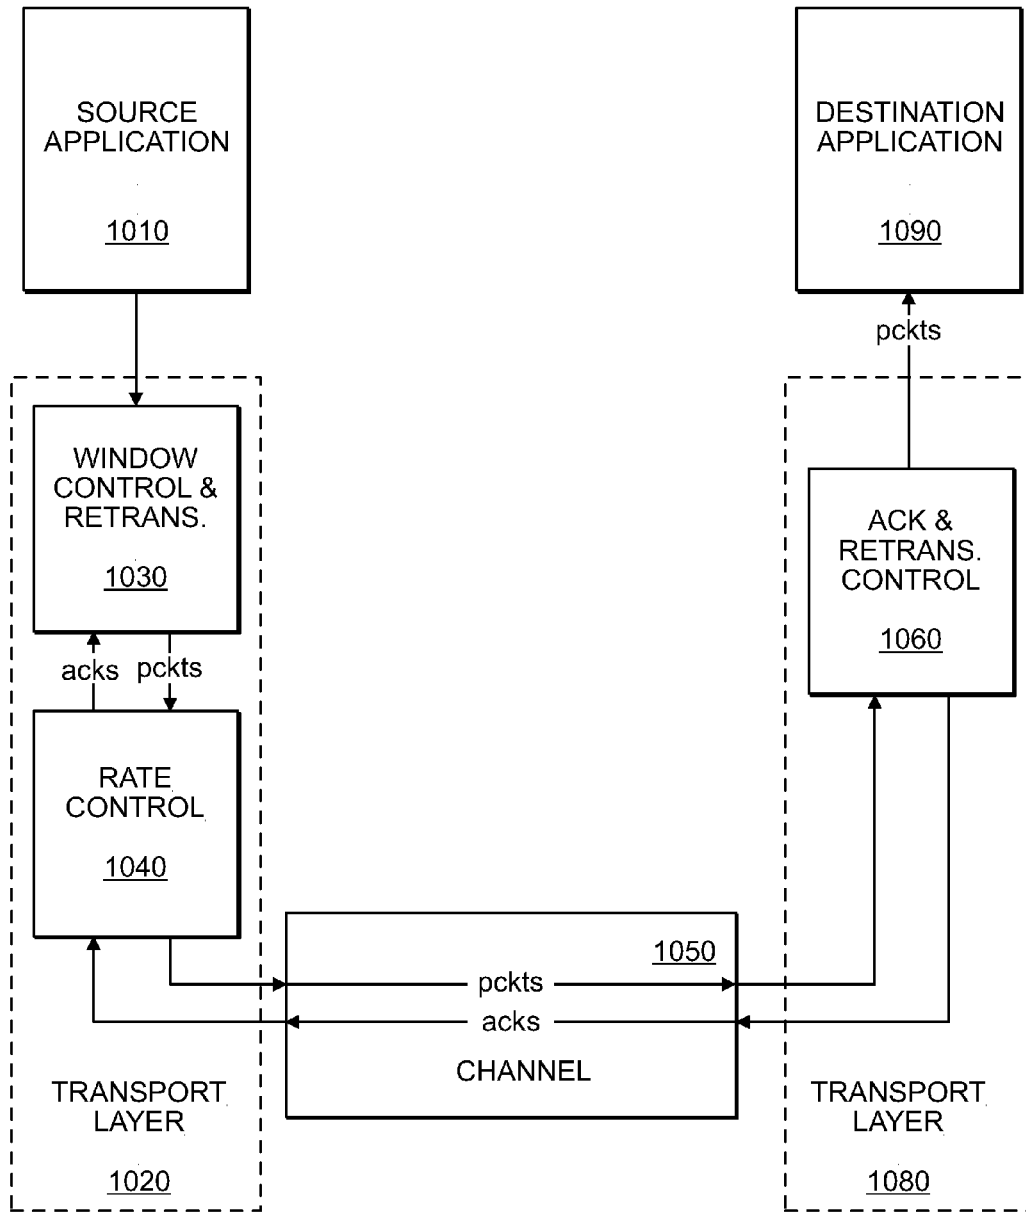 SOURCE
APPLICATION
1010
DESTINATION
APPLICATION
1090
pckts
WINDOW
CONTROL &
RETRANS.
1030
ACK &
RETRANS.
CONTROL
1060
acks
pckts
RATE
CONTROL
1040
1050
pckts
acks
CHANNEL
TRANSPORT
LAYER
1020
TRANSPORT
LAYER
1080